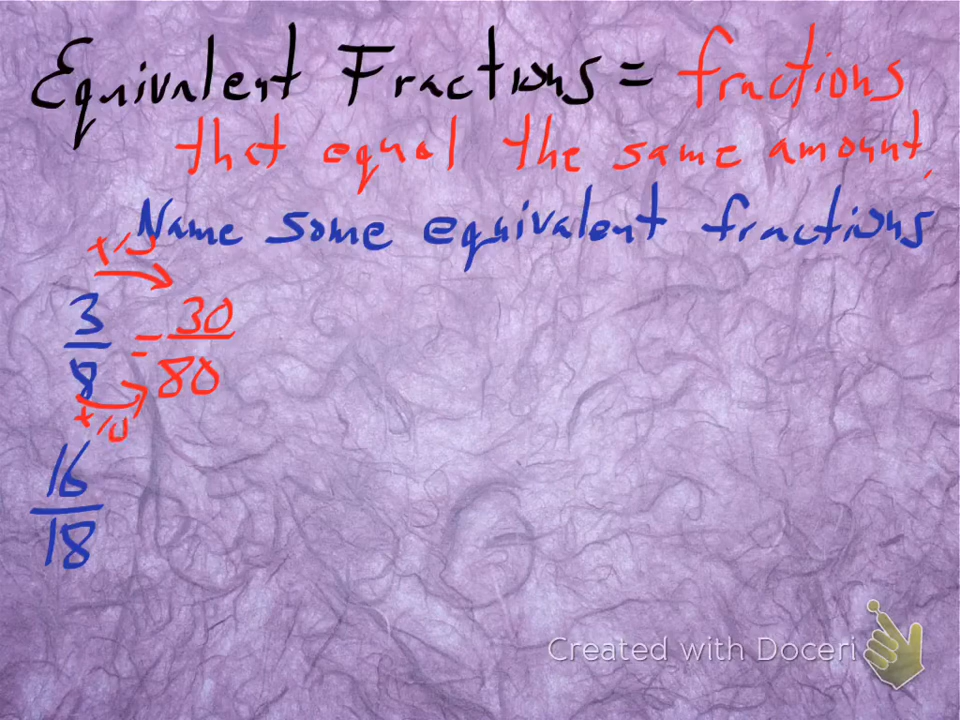 Equivalent Fractions = fractions
that equal the same amount.
Name some equivalent fractions
x10
3/8 = 30/80
x10
16/18
Created with Doceri